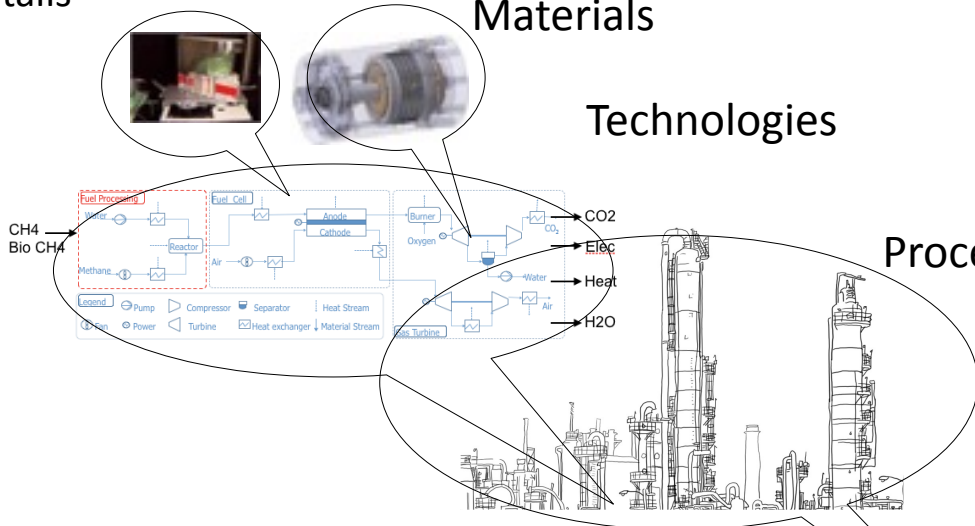 Materials
Technologies
CH4
Bio CH4
Fuel Processing
Water
Reactor
Methane
Fuel Cell
Anode
Cathode
Air
Burner
Oxygen
CO2
CO₂
Elec
Water
Heat
Air
H2O
Gas Turbine
Legend
Pump
Compressor
Separator
Heat Stream
Fan
Power
Turbine
Heat exchanger
Material Stream